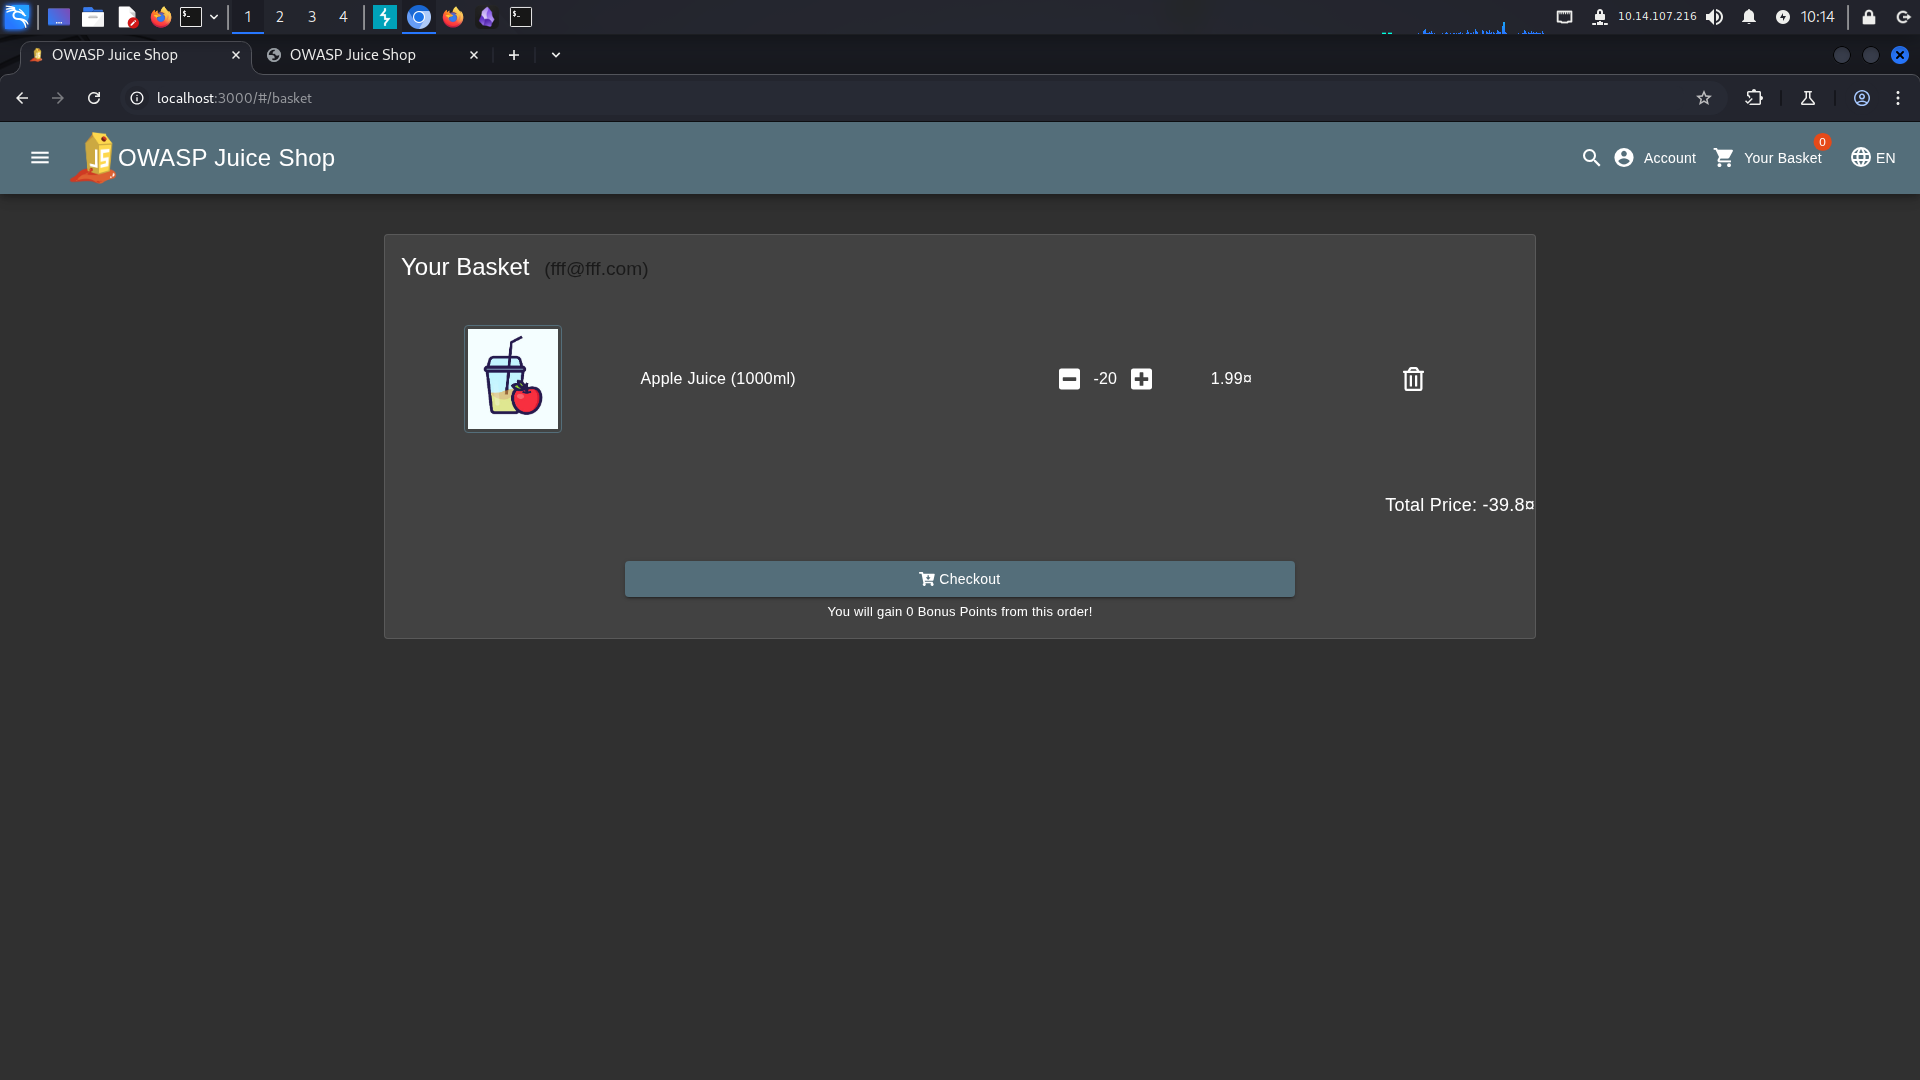 1 2 3 4 10.14.107.216 10:14
OWASP Juice Shop OWASP Juice Shop
localhost:3000/#/basket
JS OWASP Juice Shop Account Your Basket 0 EN
Your Basket (fff@fff.com)
Apple Juice (1000ml) -20 1.99¤
Total Price: -39.8¤
Checkout
You will gain 0 Bonus Points from this order!